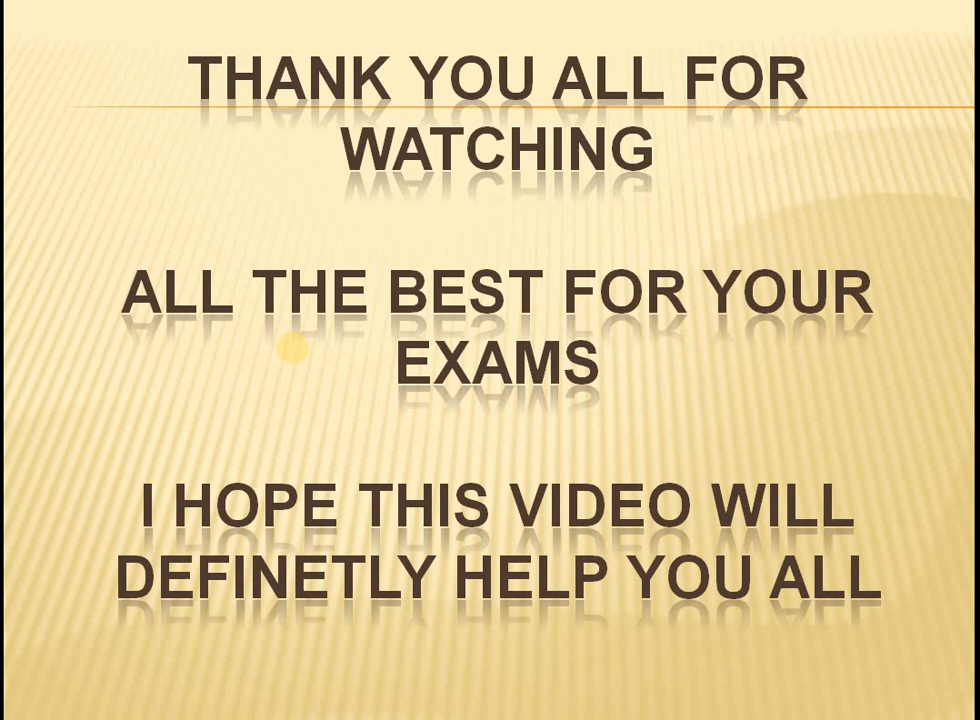 THANK YOU ALL FOR
WATCHING
ALL THE BEST FOR YOUR
EXAMS
I HOPE THIS VIDEO WILL
DEFINETLY HELP YOU ALL